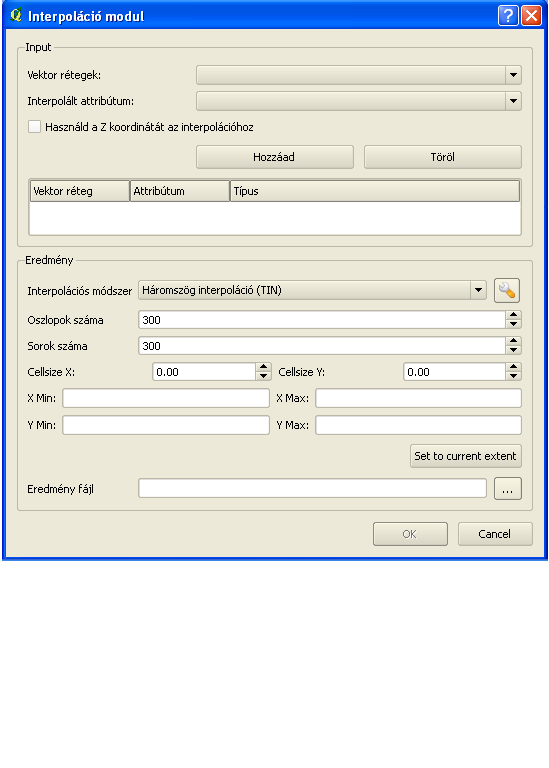 Interpoláció modul
Input
Vektor rétegek:
Interpolált attribútum:
Használd a Z koordinátát az interpolációhoz
Hozzáad Töröl
Vektor réteg Attribútum Típus
Eredmény
Interpolációs módszer Háromszög interpoláció (TIN)
Oszlopok száma 300
Sorok száma 300
Cellsize X: 0.00 Cellsize Y: 0.00
X Min: X Max:
Y Min: Y Max:
Set to current extent
Eredmény fájl ...
OK Cancel